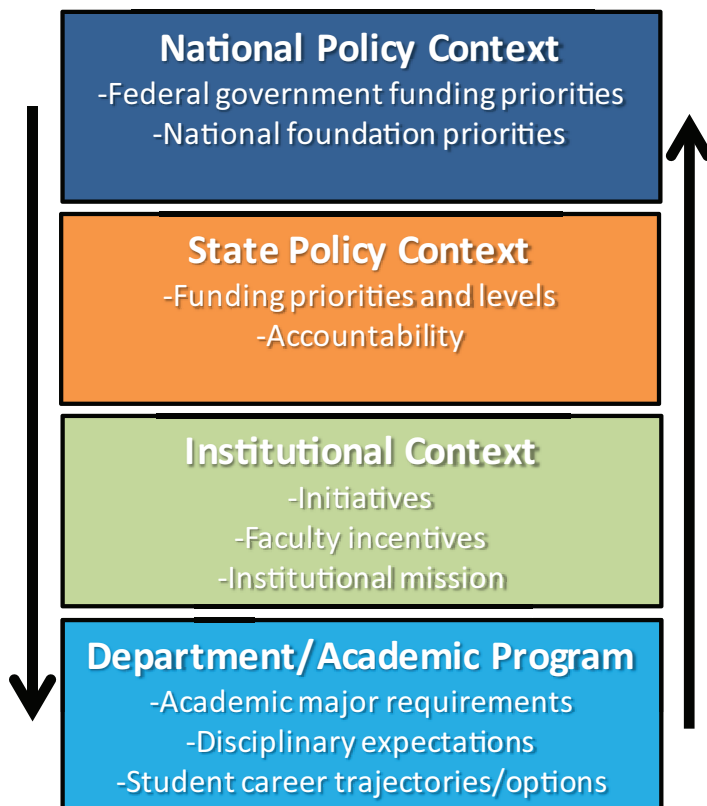 National Policy Context
-Federal government funding priorities
-National foundation priorities
State Policy Context
-Funding priorities and levels
-Accountability
Institutional Context
-Initiatives
-Faculty incentives
-Institutional mission
Department/Academic Program
-Academic major requirements
-Disciplinary expectations
-Student career trajectories/options